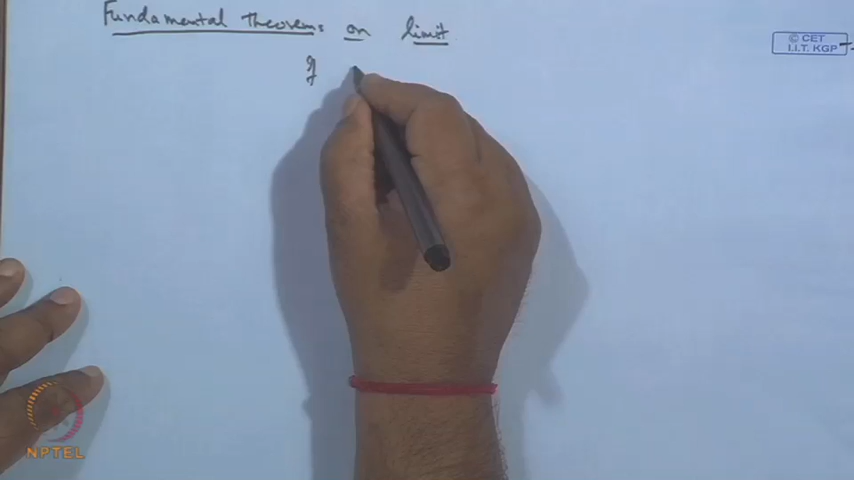 Fundamental Theorems on limit
If
© CET
I.I.T. KGP
NPTEL